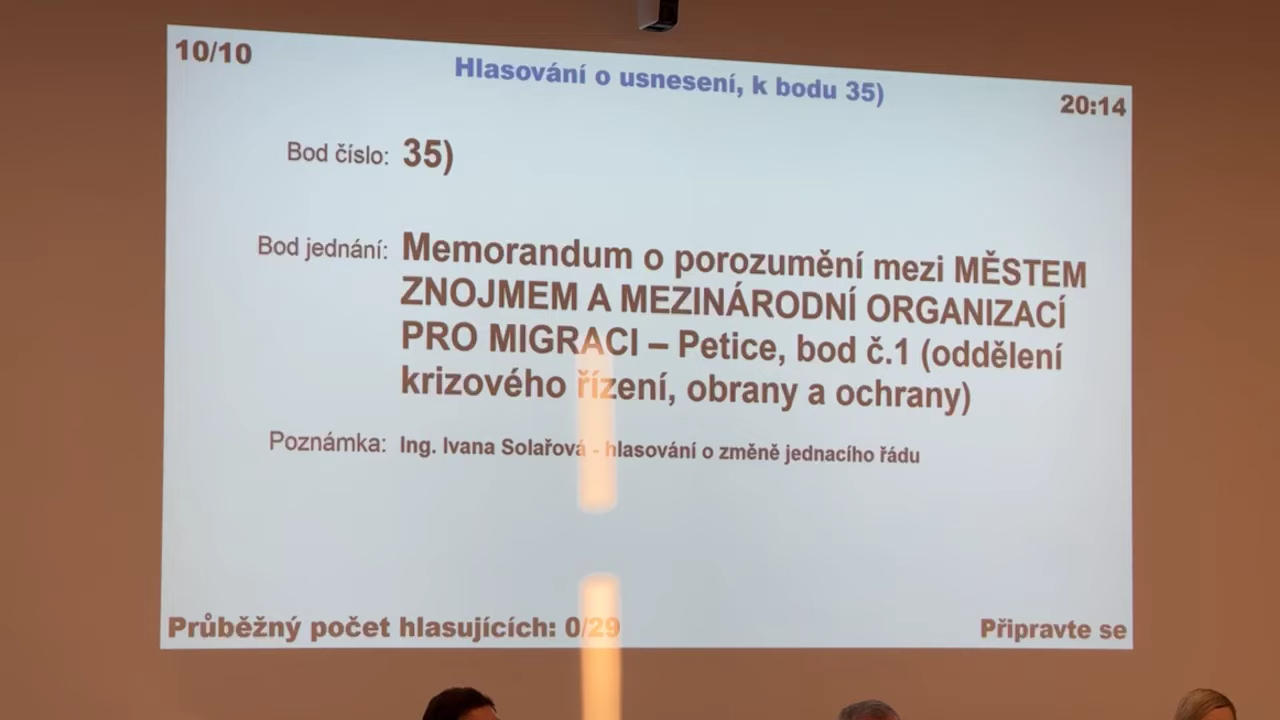 10/10
Hlasování o usnesení, k bodu 35)
20:14
Bod číslo: 35)
Bod jednání: Memorandum o porozumění mezi MĚSTEM
ZNOJMEM A MEZINÁRODNÍ ORGANIZACÍ
PRO MIGRACI – Petice, bod č.1 (oddělení
krizového řízení, obrany a ochrany)
Poznámka: Ing. Ivana Solařová - hlasování o změně jednacího řádu
Průběžný počet hlasujících: 0/29
Připravte se